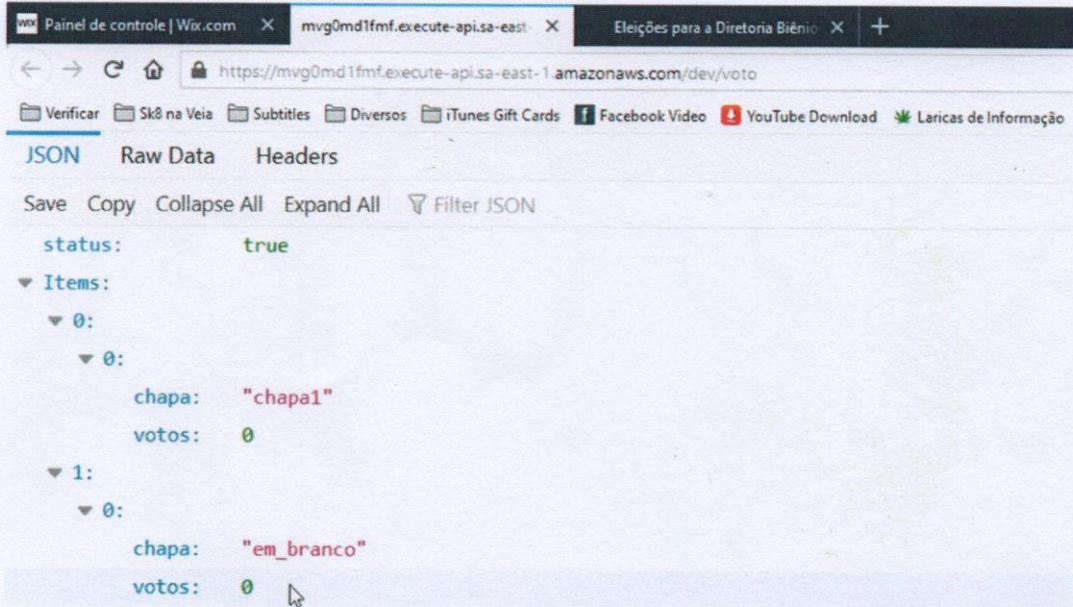 WIX Painel de controle | Wix.com × mvg0md1fmf.execute-api.sa-east- × Eleições para a Diretoria Biênio × +
https://mvg0md1fmf.execute-api.sa-east-1.amazonaws.com/dev/voto
Verificar Sk8 na Veia Subtitles Diversos iTunes Gift Cards Facebook Video YouTube Download Laricas de Informação
JSON Raw Data Headers
Save Copy Collapse All Expand All Filter JSON
status: true
Items:
0:
0:
chapa: "chapa1"
votos: 0
1:
0:
chapa: "em_branco"
votos: 0